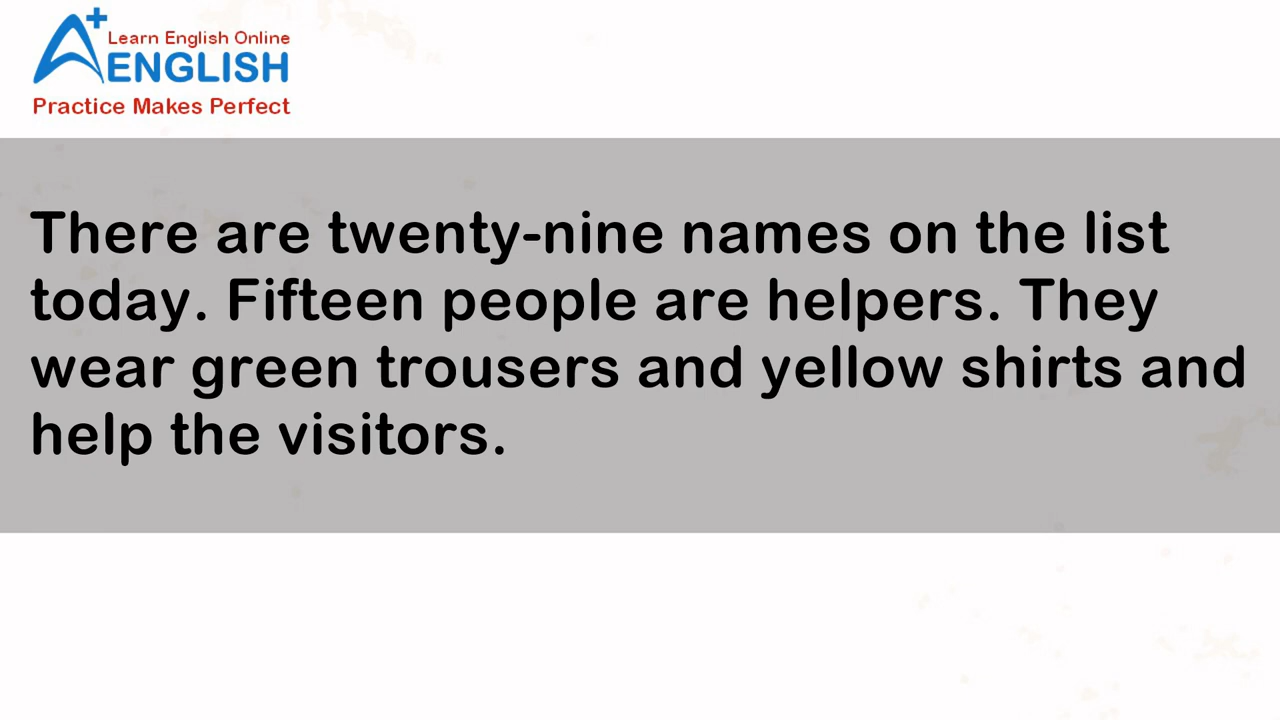 A+
Learn English Online
ENGLISH
Practice Makes Perfect
There are twenty-nine names on the list
today. Fifteen people are helpers. They
wear green trousers and yellow shirts and
help the visitors.